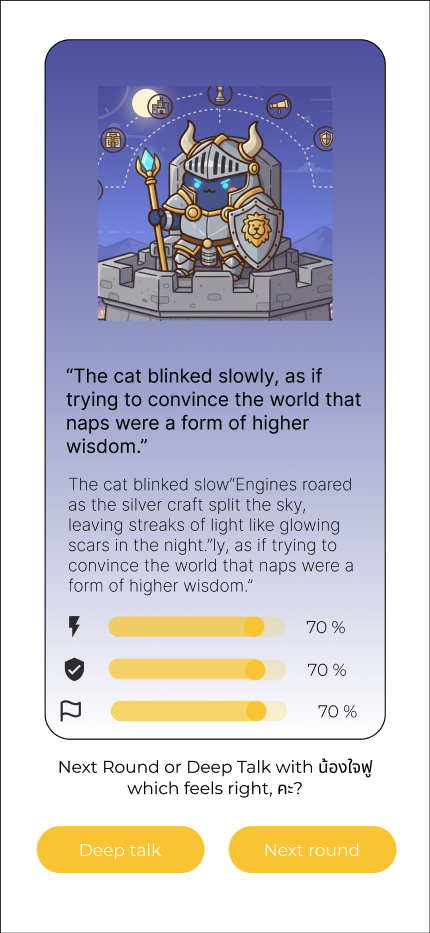 “The cat blinked slowly, as if
trying to convince the world that
naps were a form of higher
wisdom.”
The cat blinked slow“Engines roared
as the silver craft split the sky,
leaving streaks of light like glowing
scars in the night.”ly, as if trying to
convince the world that naps were a
form of higher wisdom.”
70 %
70 %
70 %
Next Round or Deep Talk with น้องใจฟู
which feels right, คะ?
Deep talk
Next round